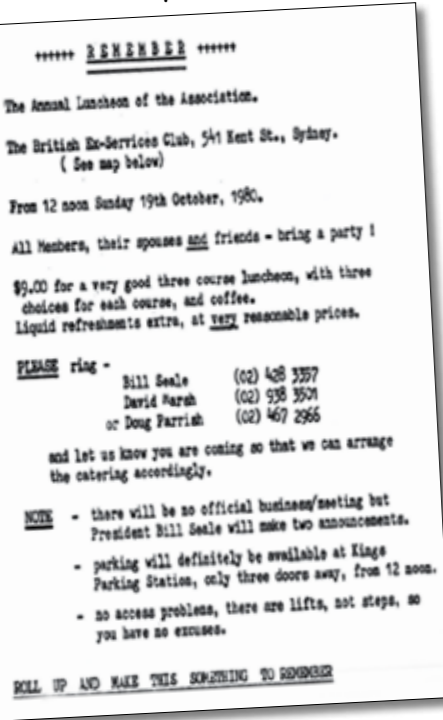 ++++++ REMEMBER ++++++
The Annual Luncheon of the Association.
The British Ex-Services Club, 541 Kent St., Sydney.
( See map below)
From 12 noon Sunday 19th October, 1980.
All Members, their spouses and friends - bring a party !
$9.00 for a very good three course luncheon, with three
choices for each course, and coffee.
Liquid refreshments extra, at very reasonable prices.
PLEASE ring -
Bill Seale (02) 428 3357
David Marsh (02) 938 3501
or Doug Parrish (02) 467 2966
and let us know you are coming so that we can arrange
the catering accordingly.
NOTE - there will be no official business/meeting but
President Bill Seale will make two announcements.
- parking will definitely be available at Kings
Parking Station, only three doors away, from 12 noon.
- no access problems, there are lifts, not steps, so
you have no excuses.
ROLL UP AND MAKE THIS SOMETHING TO REMEMBER